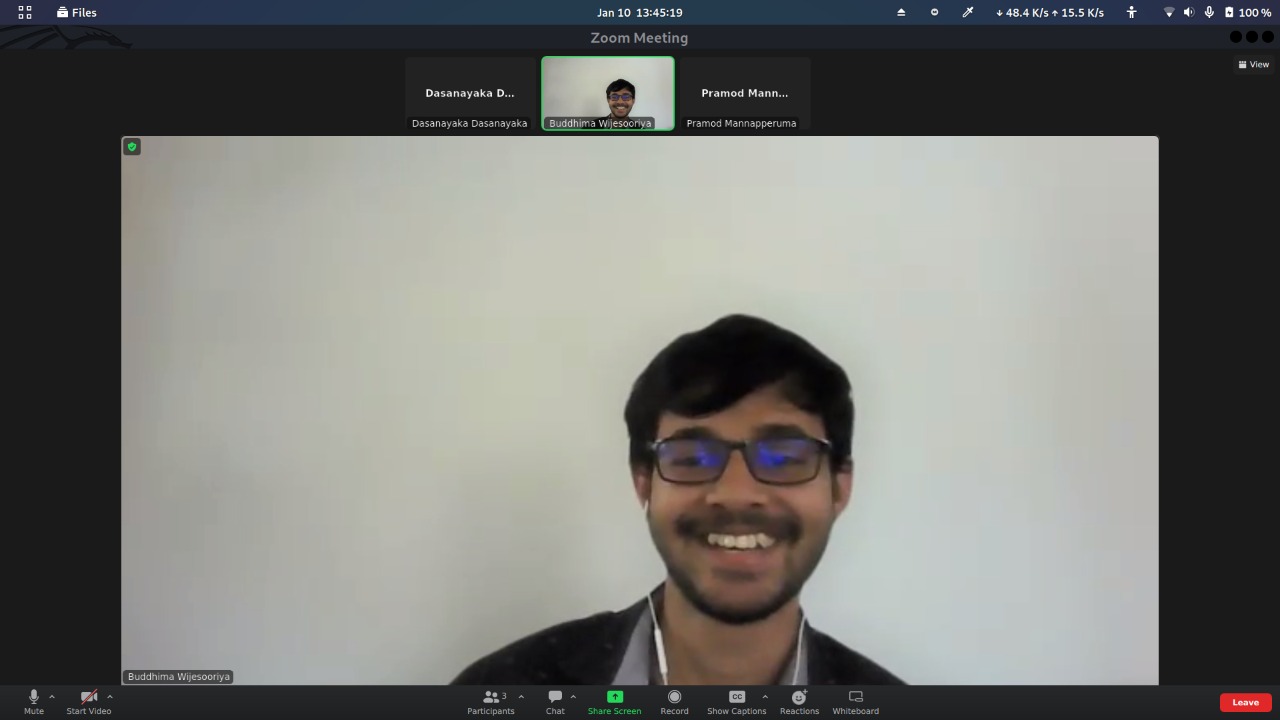 Files
Jan 10 13:45:19
↓ 48.4 K/s ↑ 15.5 K/s
100 %
Zoom Meeting
View
Dasanayaka D...
Dasanayaka Dasanayaka
Buddhima Wijesooriya
Pramod Mann...
Pramod Mannapperuma
Buddhima Wijesooriya
Mute
Start Video
Participants
3
Chat
Share Screen
Record
CC
Show Captions
Reactions
Whiteboard
Leave